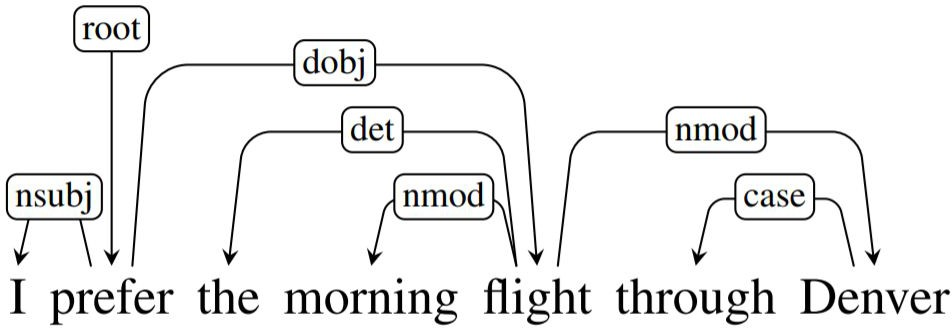 root
dobj
det nmod
nsubj nmod case
I prefer the morning flight through Denver